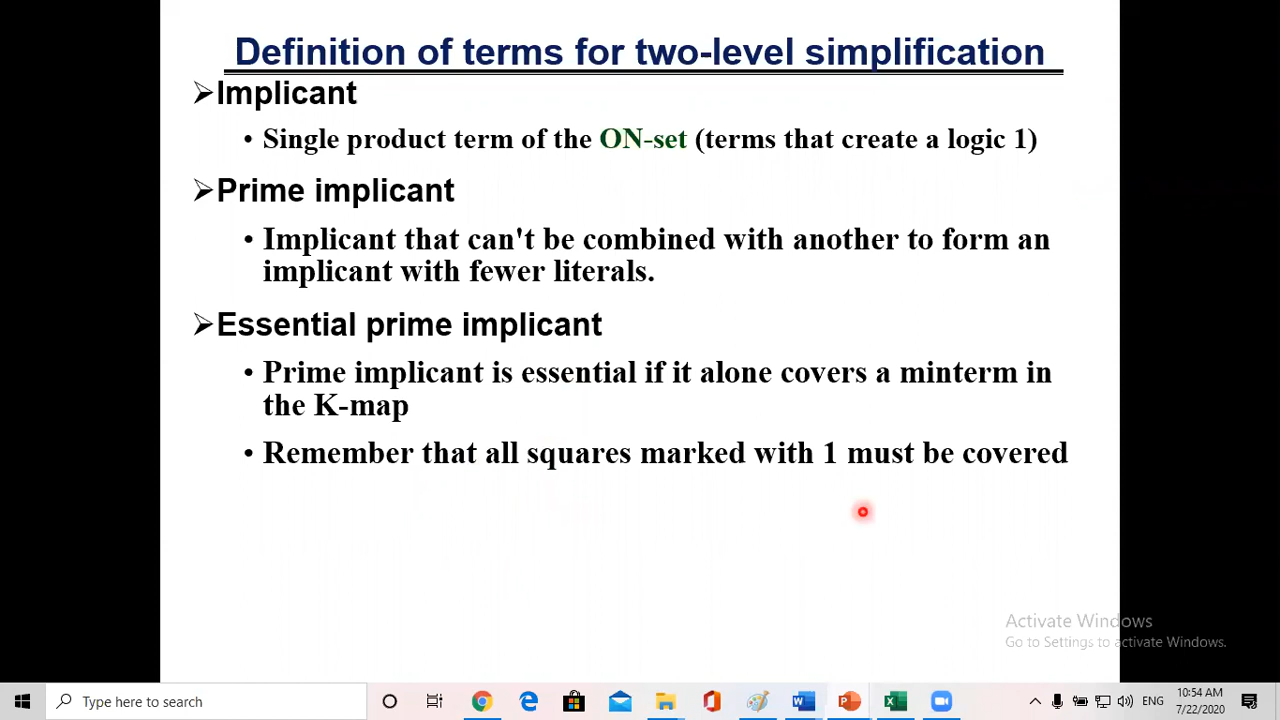 Definition of terms for two-level simplification
➢Implicant
• Single product term of the ON-set (terms that create a logic 1)
➢Prime implicant
• Implicant that can't be combined with another to form an
implicant with fewer literals.
➢Essential prime implicant
• Prime implicant is essential if it alone covers a minterm in
the K-map
• Remember that all squares marked with 1 must be covered
Activate Windows
Go to Settings to activate Windows.
Type here to search
ENG
10:54 AM
7/22/2020